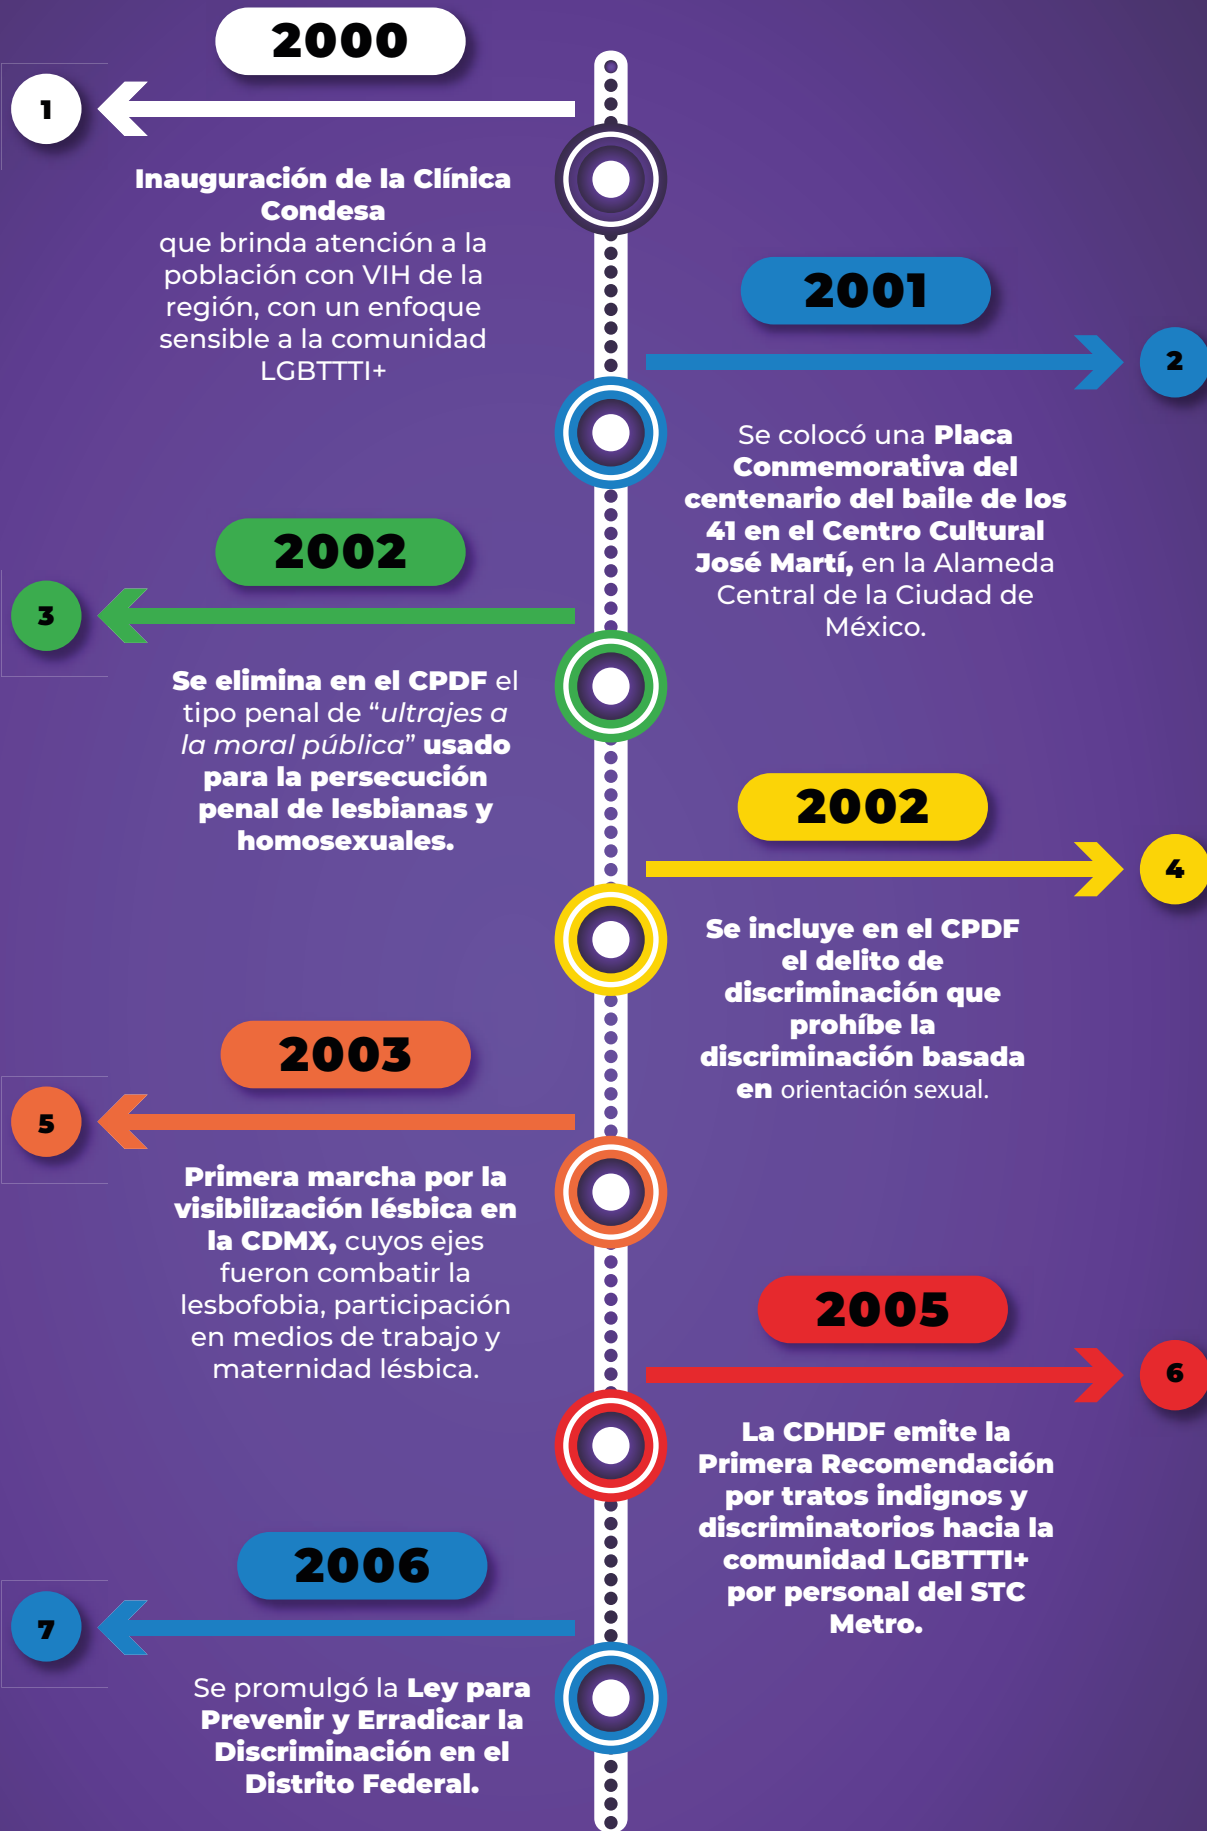 2000
1
Inauguración de la Clínica
Condesa
que brinda atención a la
población con VIH de la
región, con un enfoque
sensible a la comunidad
LGBTTTI+
2001
2
Se colocó una Placa
Conmemorativa del
centenario del baile de los
41 en el Centro Cultural
José Martí, en la Alameda
Central de la Ciudad de
México.
2002
3
Se elimina en el CPDF el
tipo penal de “ultrajes a
la moral pública” usado
para la persecución
penal de lesbianas y
homosexuales.
2002
4
Se incluye en el CPDF
el delito de
discriminación que
prohíbe la
discriminación basada
en orientación sexual.
2003
5
Primera marcha por la
visibilización lésbica en
la CDMX, cuyos ejes
fueron combatir la
lesbofobia, participación
en medios de trabajo y
maternidad lésbica.
2005
6
La CDHDF emite la
Primera Recomendación
por tratos indignos y
discriminatorios hacia la
comunidad LGBTTTI+
por personal del STC
Metro.
2006
7
Se promulgó la Ley para
Prevenir y Erradicar la
Discriminación en el
Distrito Federal.